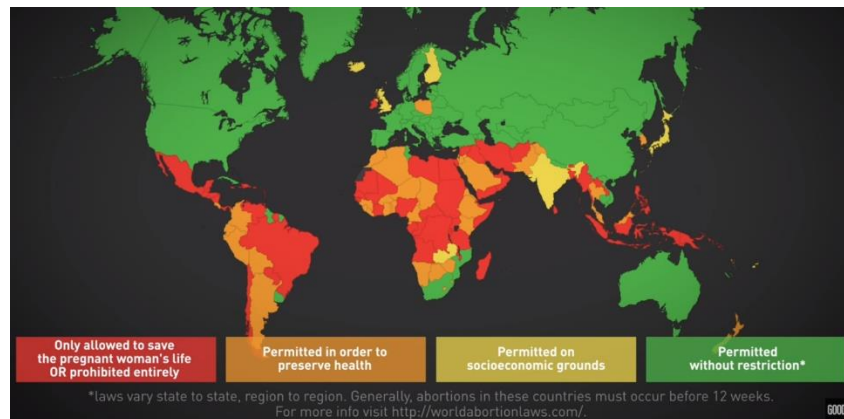 Only allowed to save
the pregnant woman's life
OR prohibited entirely
Permitted in order to
preserve health
Permitted on
socioeconomic grounds
Permitted
without restriction*
*laws vary state to state, region to region. Generally, abortions in these countries must occur before 12 weeks.
For more info visit http://worldabortionlaws.com/.
GOOD